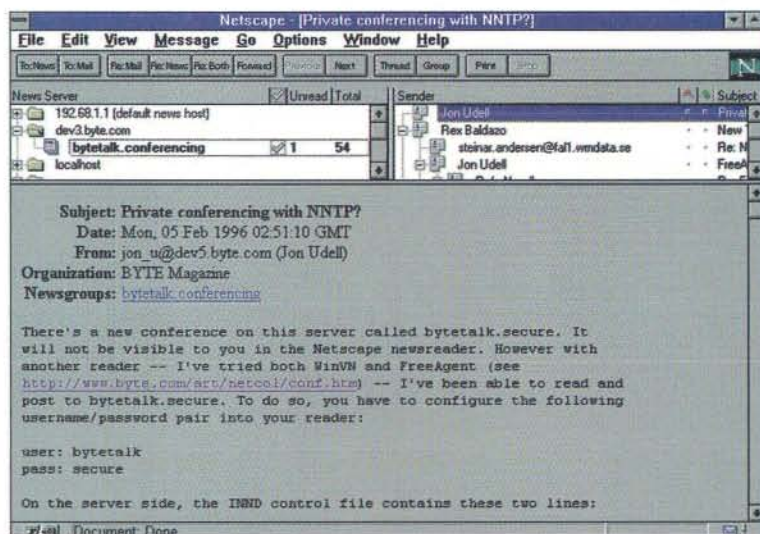 Netscape - [Private conferencing with NNTP?]
File Edit View Message Go Options Window Help
To:News To:Mail Re:Mail Re:News Re:Both Forward Previous Next Thread Group Print Stop
N
News Server Unread Total Sender Subject
192.68.1.1 (default news host)
dev3.byte.com
bytetalk.conferencing 1 54
localhost
Jon Udell Privat
Rex Baldazo New T
steinar.andersen@fal1.wmdata.se Re: N
Jon Udell FreeA
Subject: Private conferencing with NNTP?
Date: Mon, 05 Feb 1996 02:51:10 GMT
From: jon_u@dev5.byte.com (Jon Udell)
Organization: BYTE Magazine
Newsgroups: bytetalk.conferencing
There's a new conference on this server called bytetalk.secure. It
will not be visible to you in the Netscape newsreader. However with
another reader -- I've tried both WinVN and FreeAgent (see
http://www.byte.com/art/netcol/conf.htm) -- I've been able to read and
post to bytetalk.secure. To do so, you have to configure the following
username/password pair into your reader:
user: bytetalk
pass: secure
On the server side, the INND control file contains these two lines:
Document: Done